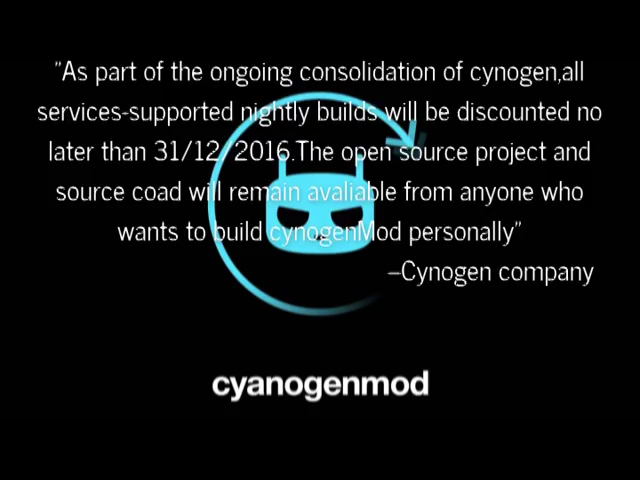 "As part of the ongoing consolidation of cynogen,all
services-supported nightly builds will be discounted no
later than 31/12/2016.The open source project and
source coad will remain avaliable from anyone who
wants to build cynogenMod personally"
–Cynogen company
cyanogenmod